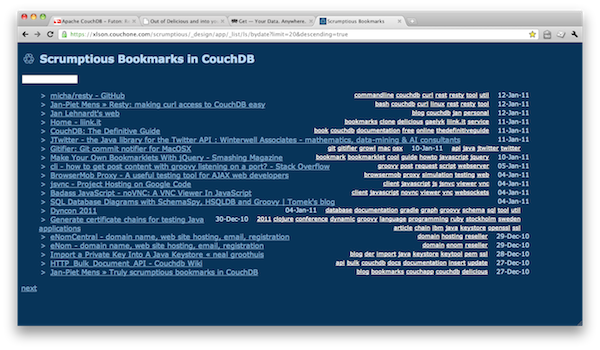 Apache CouchDB - Futon: B
Out of Delicious and into yo
Get — Your Data. Anywhere.
Scrumptious Bookmarks
https://xlson.couchone.com/scrumptious/_design/app/_list/ls/bydate?limit=20&descending=true
Scrumptious Bookmarks in CouchDB
> micha/resty - GitHub commandline couchdb curl rest resty tool util 12-Jan-11
> Jan-Piet Mens » Resty: making curl access to CouchDB easy bash couchdb curl linux rest resty tool 12-Jan-11
> Jan Lehnardt's web blog couchdb jan personal 12-Jan-11
> Home - liink.it bookmarks clone delicious gaelyk liink.it service 11-Jan-11
> CouchDB: The Definitive Guide book couchdb documentation free online thedefinitiveguide 11-Jan-11
> JTwitter - the Java library for the Twitter API : Winterwell Associates - mathematics, data-mining & AI consultants 11-Jan-11
> Gitifier: Git commit notifier for MacOSX git gitifier growl mac osx 10-Jan-11 api java jtwitter twitter
> Make Your Own Bookmarklets With jQuery - Smashing Magazine book bookmarklet cool guide howto javascript jquery 10-Jan-11
> cli - how to get post content with groovy listening on a port? - Stack Overflow groovy post request script webserver 05-Jan-11
> BrowserMob Proxy - A useful testing tool for AJAX web developers browsermob proxy simulation testing web 04-Jan-11
> jsvnc - Project Hosting on Google Code client javascript js jsmvc viewer vnc 04-Jan-11
> Badass JavaScript - noVNC: A VNC Viewer In JavaScript client javascript novnc viewer vnc websockets 04-Jan-11
> SQL Database Diagrams with SchemaSpy, HSQLDB and Groovy | Tomek's blog 04-Jan-11
> Dyncon 2011 04-Jan-11 database documentation gradle graph groovy schema sql tool util
> Generate certificate chains for testing Java applications 30-Dec-10 2011 clojure conference dynamic groovy language programming ruby stockholm sweden
article chain ibm java keystore openssl ssl
> eNomCentral - domain name, web site hosting, email, registration domain hosting reseller 29-Dec-10
> eNom - domain name, web site hosting, email, registration domain enom reseller 29-Dec-10
> Import a Private Key Into A Java Keystore « neal groothuis blog der import java keystore keytool pem ssl 28-Dec-10
> HTTP_Bulk_Document_API - Couchdb Wiki api bulk couchdb docs documentation insert update 27-Dec-10
> Jan-Piet Mens » Truly scrumptious bookmarks in CouchDB blog bookmarks couchapp couchdb delicious 27-Dec-10
next